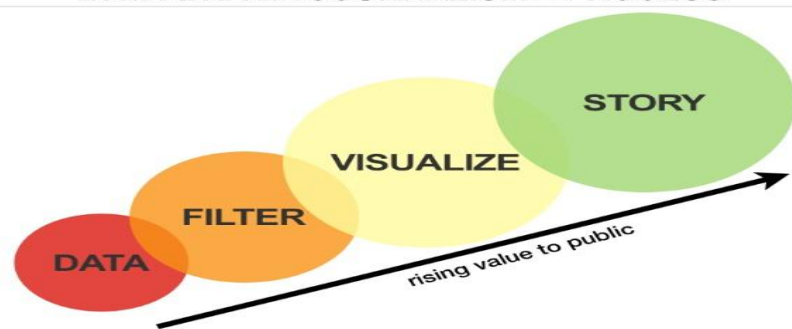 DATA
FILTER
VISUALIZE
STORY
rising value to public